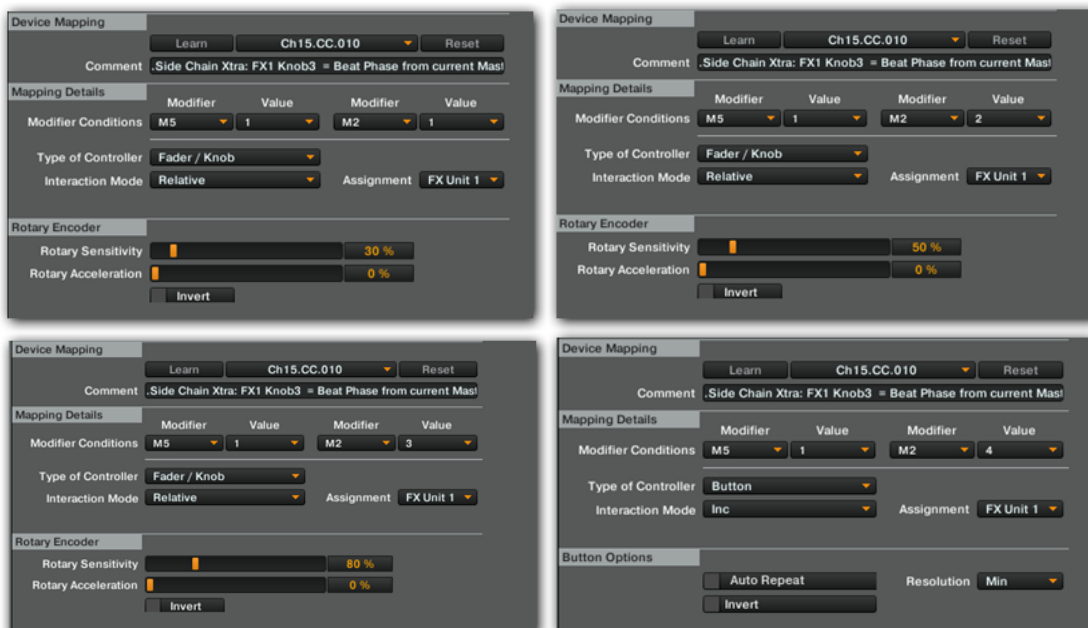 Device Mapping
Learn Ch15.CC.010 Reset
Comment .Side Chain Xtra: FX1 Knob3 = Beat Phase from current Mast
Mapping Details
Modifier Value Modifier Value
Modifier Conditions M5 1 M2 1
Type of Controller Fader / Knob
Interaction Mode Relative Assignment FX Unit 1
Rotary Encoder
Rotary Sensitivity 30 %
Rotary Acceleration 0 %
Invert
Device Mapping
Learn Ch15.CC.010 Reset
Comment .Side Chain Xtra: FX1 Knob3 = Beat Phase from current Mast
Mapping Details
Modifier Value Modifier Value
Modifier Conditions M5 1 M2 2
Type of Controller Fader / Knob
Interaction Mode Relative Assignment FX Unit 1
Rotary Encoder
Rotary Sensitivity 50 %
Rotary Acceleration 0 %
Invert
Device Mapping
Learn Ch15.CC.010 Reset
Comment .Side Chain Xtra: FX1 Knob3 = Beat Phase from current Mast
Mapping Details
Modifier Value Modifier Value
Modifier Conditions M5 1 M2 3
Type of Controller Fader / Knob
Interaction Mode Relative Assignment FX Unit 1
Rotary Encoder
Rotary Sensitivity 80 %
Rotary Acceleration 0 %
Invert
Device Mapping
Learn Ch15.CC.010 Reset
Comment .Side Chain Xtra: FX1 Knob3 = Beat Phase from current Mast
Mapping Details
Modifier Value Modifier Value
Modifier Conditions M5 1 M2 4
Type of Controller Button
Interaction Mode Inc Assignment FX Unit 1
Button Options
Auto Repeat Resolution Min
Invert